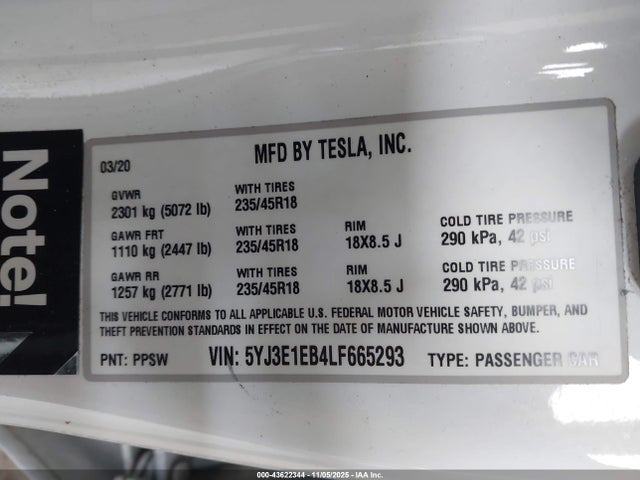 Note!
MFD BY TESLA, INC.
03/20
GVWR WITH TIRES
2301 kg (5072 lb) 235/45R18
GAWR FRT WITH TIRES RIM COLD TIRE PRESSURE
1110 kg (2447 lb) 235/45R18 18X8.5 J 290 kPa, 42 psi
GAWR RR WITH TIRES RIM COLD TIRE PRESSURE
1257 kg (2771 lb) 235/45R18 18X8.5 J 290 kPa, 42 psi
THIS VEHICLE CONFORMS TO ALL APPLICABLE U.S. FEDERAL MOTOR VEHICLE SAFETY, BUMPER, AND
THEFT PREVENTION STANDARDS IN EFFECT ON THE DATE OF MANUFACTURE SHOWN ABOVE.
PNT: PPSW VIN: 5YJ3E1EB4LF665293 TYPE: PASSENGER CAR
000-43622344 - 11/05/2025 - IAA Inc.